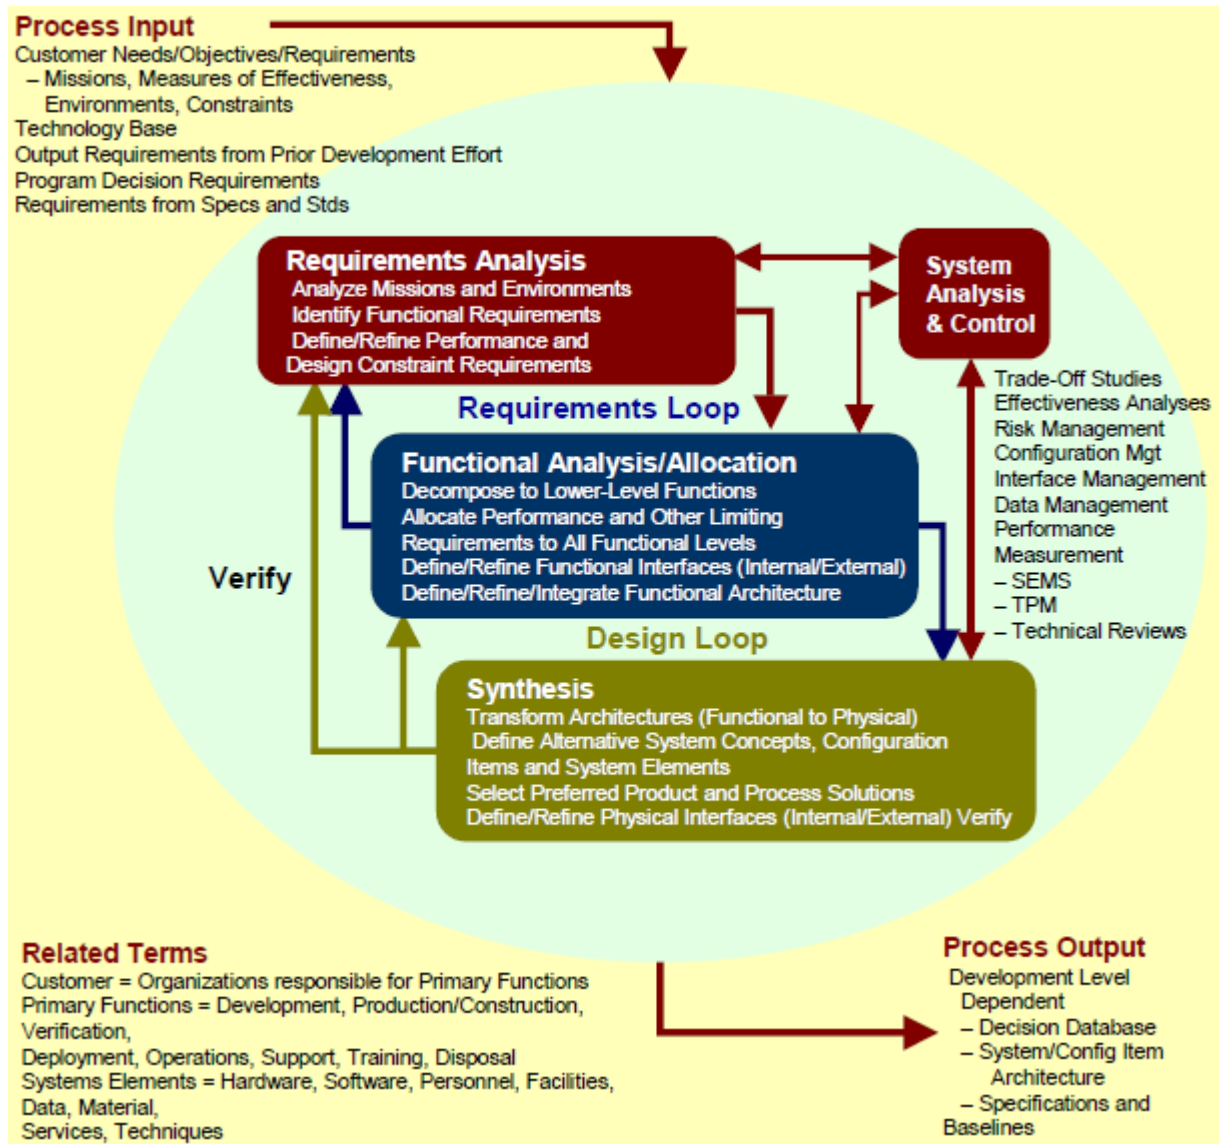 Process Input
Customer Needs/Objectives/Requirements
– Missions, Measures of Effectiveness,
Environments, Constraints
Technology Base
Output Requirements from Prior Development Effort
Program Decision Requirements
Requirements from Specs and Stds
Requirements Analysis
Analyze Missions and Environments
Identify Functional Requirements
Define/Refine Performance and
Design Constraint Requirements
System
Analysis
& Control
Trade-Off Studies
Effectiveness Analyses
Risk Management
Configuration Mgt
Interface Management
Data Management
Performance
Measurement
– SEMS
– TPM
– Technical Reviews
Requirements Loop
Functional Analysis/Allocation
Decompose to Lower-Level Functions
Allocate Performance and Other Limiting
Requirements to All Functional Levels
Define/Refine Functional Interfaces (Internal/External)
Define/Refine/Integrate Functional Architecture
Verify
Design Loop
Synthesis
Transform Architectures (Functional to Physical)
Define Alternative System Concepts, Configuration
Items and System Elements
Select Preferred Product and Process Solutions
Define/Refine Physical Interfaces (Internal/External) Verify
Related Terms
Customer = Organizations responsible for Primary Functions
Primary Functions = Development, Production/Construction,
Verification,
Deployment, Operations, Support, Training, Disposal
Systems Elements = Hardware, Software, Personnel, Facilities,
Data, Material,
Services, Techniques
Process Output
Development Level
Dependent
– Decision Database
– System/Config Item
Architecture
– Specifications and
Baselines